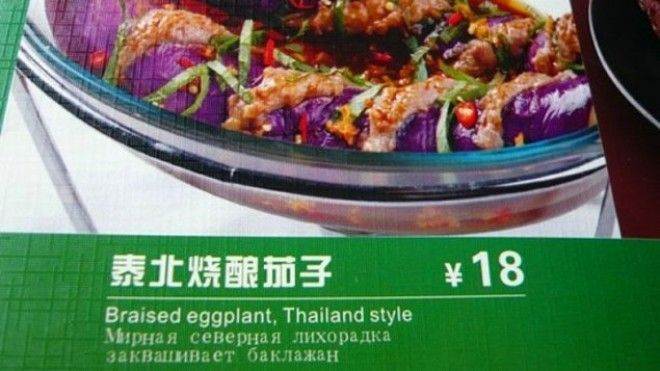 泰北烧酿茄子 ¥18
Braised eggplant, Thailand style
Мирная северная лихорадка
заквашивает баклажан